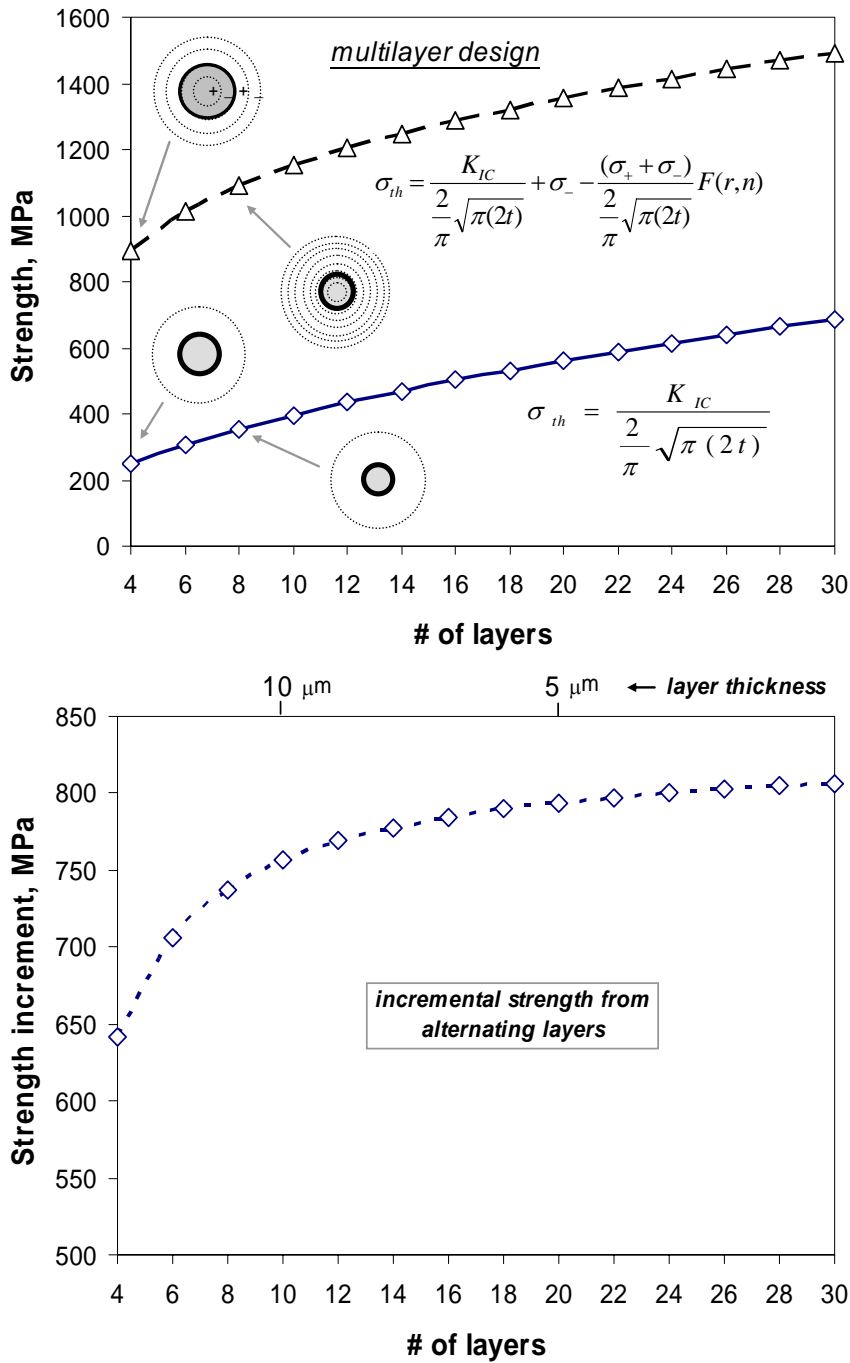 1600
1400
1200
1000
800
600
400
200
0
Strength, MPa
multilayer design
+ _ + _
σth = KIC / (2/π √π(2t)) + σ− − (σ+ + σ−) / (2/π √π(2t)) F(r,n)
σth = KIC / (2/π √π(2t))
4 6 8 10 12 14 16 18 20 22 24 26 28 30
# of layers
10 μm 5 μm ← layer thickness
850
800
750
700
650
600
550
500
Strength increment, MPa
incremental strength from
alternating layers
4 6 8 10 12 14 16 18 20 22 24 26 28 30
# of layers